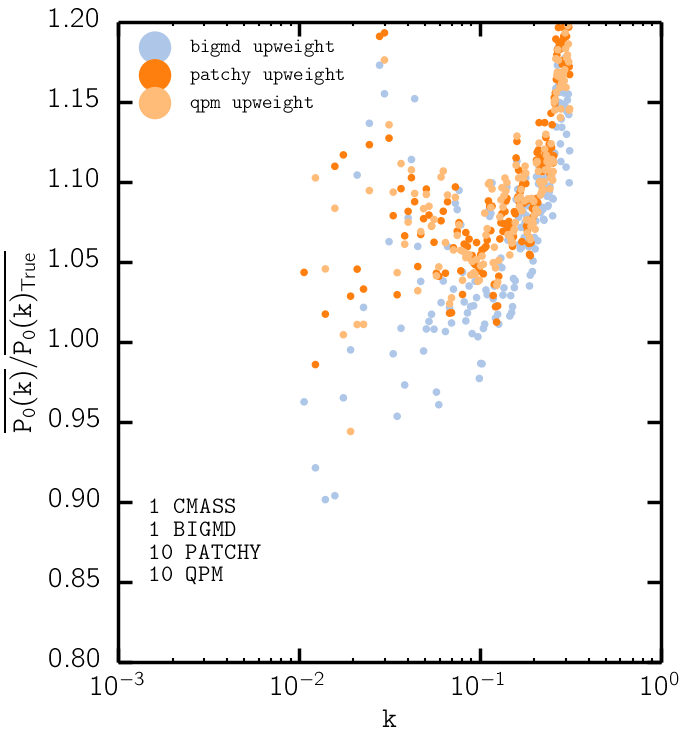 bigmd upweight
patchy upweight
qpm upweight
1.20
1.15
1.10
1.05
1.00
0.95
0.90
0.85
0.80
P₀(k)/P₀(k)True
1 CMASS
1 BIGMD
10 PATCHY
10 QPM
10⁻³ 10⁻² 10⁻¹ 10⁰
k